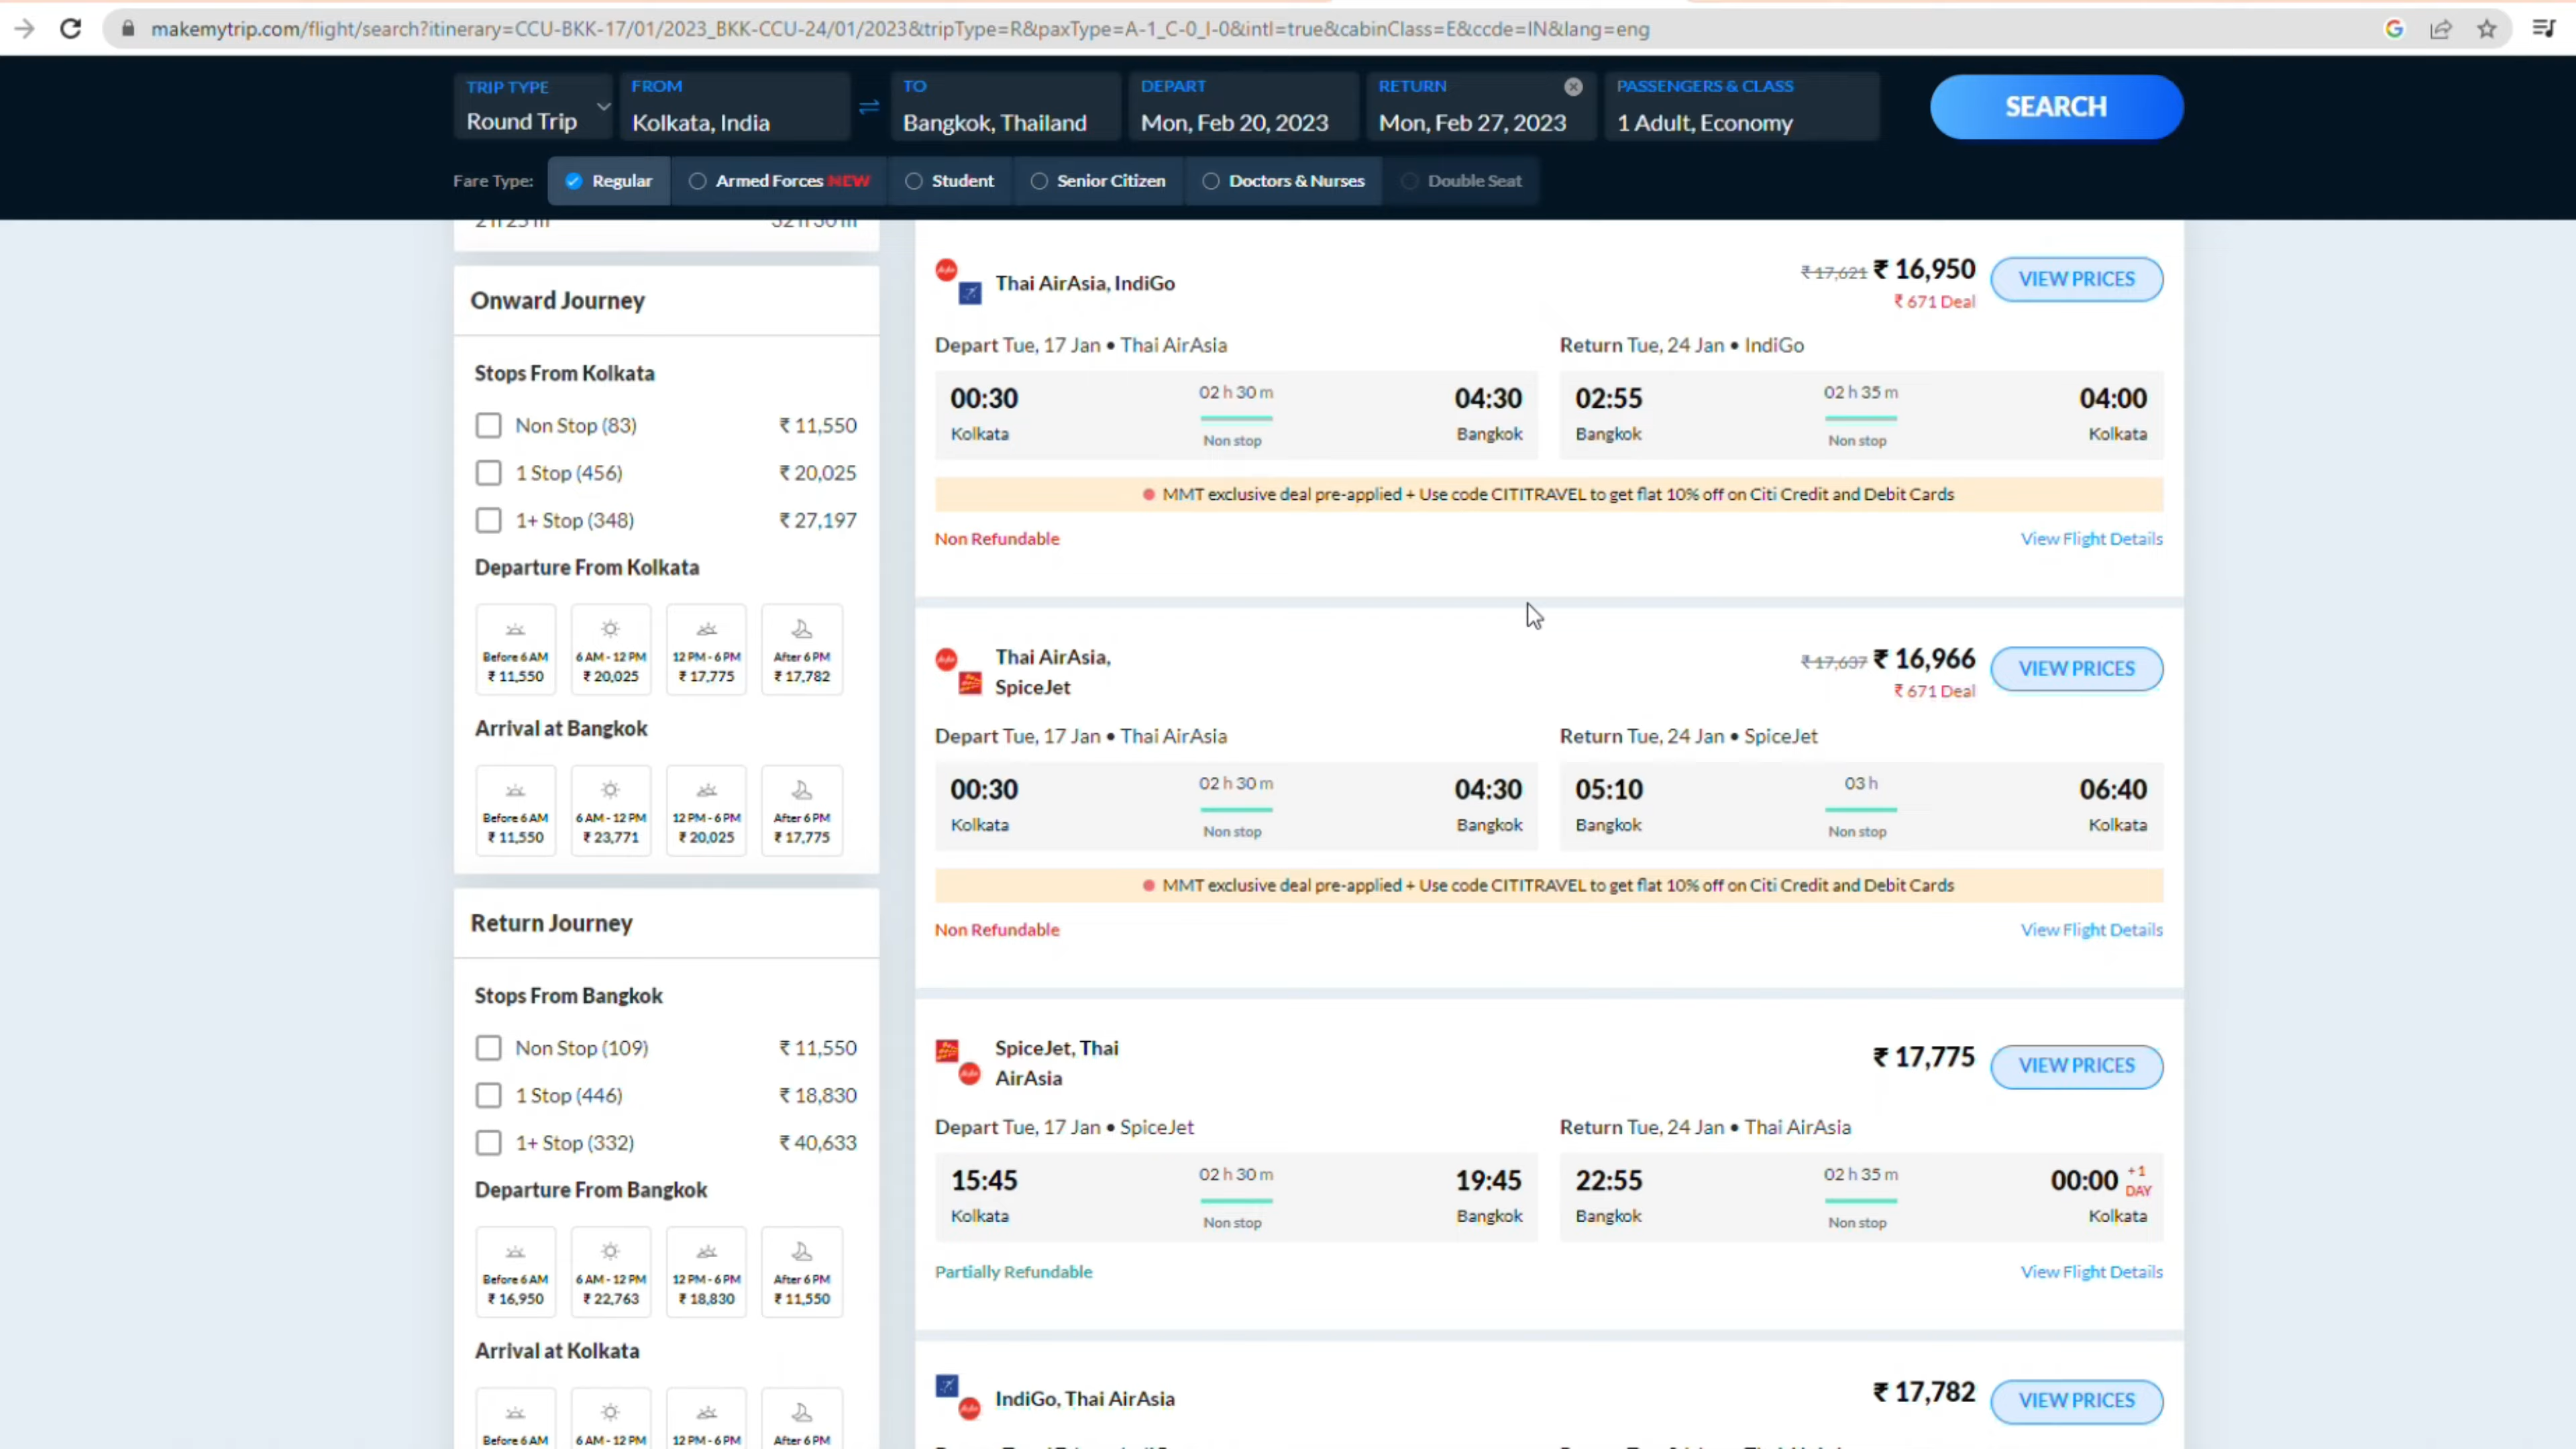 makemytrip.com/flight/search?itinerary=CCU-BKK-17/01/2023_BKK-CCU-24/01/2023&tripType=R&paxType=A-1_C-0_I-0&intl=true&cabinClass=E&ccde=IN&lang=eng
TRIP TYPE
Round Trip
FROM
Kolkata, India
TO
Bangkok, Thailand
DEPART
Mon, Feb 20, 2023
RETURN
Mon, Feb 27, 2023
PASSENGERS & CLASS
1 Adult, Economy
SEARCH
Fare Type: Regular Armed Forces NEW Student Senior Citizen Doctors & Nurses Double Seat
Onward Journey
Stops From Kolkata
Non Stop (83) ₹ 11,550
1 Stop (456) ₹ 20,025
1+ Stop (348) ₹ 27,197
Departure From Kolkata
Before 6 AM 6 AM - 12 PM 12 PM - 6 PM After 6 PM
₹ 11,550 ₹ 20,025 ₹ 17,775 ₹ 17,782
Arrival at Bangkok
Before 6 AM 6 AM - 12 PM 12 PM - 6 PM After 6 PM
₹ 11,550 ₹ 23,771 ₹ 20,025 ₹ 17,775
Return Journey
Stops From Bangkok
Non Stop (109) ₹ 11,550
1 Stop (446) ₹ 18,830
1+ Stop (332) ₹ 40,633
Departure From Bangkok
Before 6 AM 6 AM - 12 PM 12 PM - 6 PM After 6 PM
₹ 16,950 ₹ 22,763 ₹ 18,830 ₹ 11,550
Arrival at Kolkata
Before 6 AM 6 AM - 12 PM 12 PM - 6 PM After 6 PM
Thai AirAsia, IndiGo
₹ 17,621 ₹ 16,950 VIEW PRICES
₹ 671 Deal
Depart Tue, 17 Jan • Thai AirAsia
00:30 02 h 30 m 04:30
Kolkata Non stop Bangkok
Return Tue, 24 Jan • IndiGo
02:55 02 h 35 m 04:00
Bangkok Non stop Kolkata
MMT exclusive deal pre-applied + Use code CITITRAVEL to get flat 10% off on Citi Credit and Debit Cards
Non Refundable View Flight Details
Thai AirAsia,
SpiceJet
₹ 17,637 ₹ 16,966 VIEW PRICES
₹ 671 Deal
Depart Tue, 17 Jan • Thai AirAsia
00:30 02 h 30 m 04:30
Kolkata Non stop Bangkok
Return Tue, 24 Jan • SpiceJet
05:10 03 h 06:40
Bangkok Non stop Kolkata
MMT exclusive deal pre-applied + Use code CITITRAVEL to get flat 10% off on Citi Credit and Debit Cards
Non Refundable View Flight Details
SpiceJet, Thai
AirAsia
₹ 17,775 VIEW PRICES
Depart Tue, 17 Jan • SpiceJet
15:45 02 h 30 m 19:45
Kolkata Non stop Bangkok
Return Tue, 24 Jan • Thai AirAsia
22:55 02 h 35 m 00:00 +1 DAY
Bangkok Non stop Kolkata
Partially Refundable View Flight Details
IndiGo, Thai AirAsia
₹ 17,782 VIEW PRICES